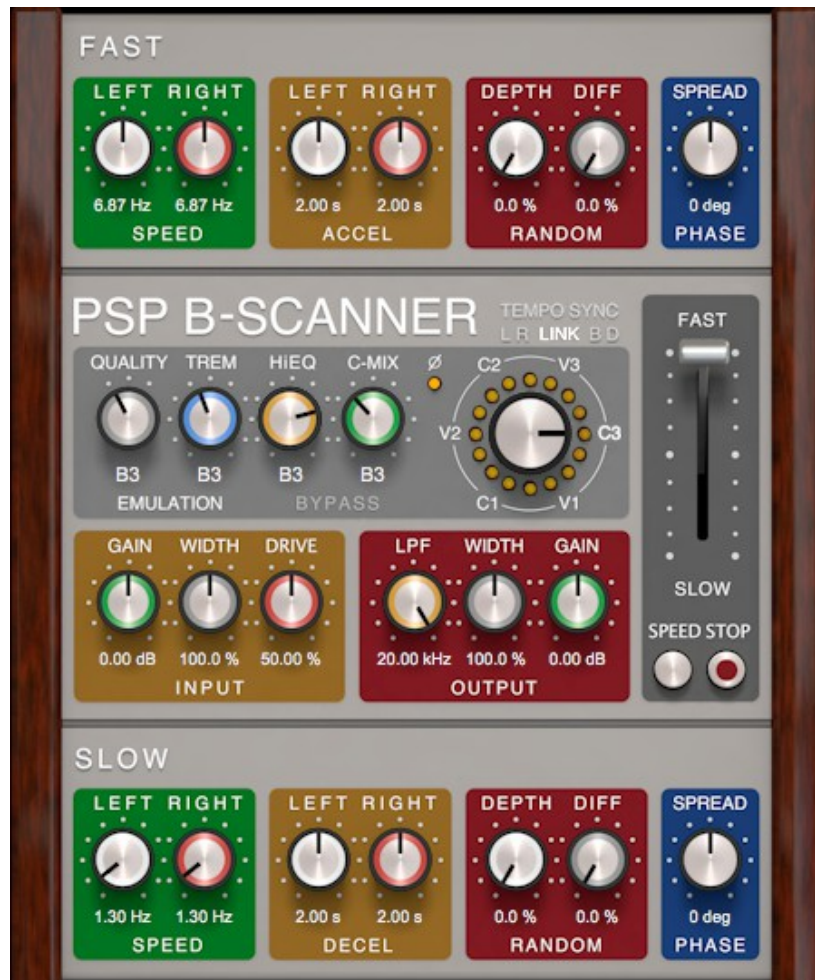 FAST
LEFT RIGHT LEFT RIGHT DEPTH DIFF SPREAD
6.87 Hz 6.87 Hz 2.00 s 2.00 s 0.0 % 0.0 % 0 deg
SPEED ACCEL RANDOM PHASE
PSP B-SCANNER
TEMPO SYNC
L R LINK B D
FAST
QUALITY TREM HiEQ C-MIX Ø
C2 V3
V2 C3
C1 V1
B3 B3 B3 B3
EMULATION BYPASS
GAIN WIDTH DRIVE LPF WIDTH GAIN
SLOW
SPEED STOP
0.00 dB 100.0 % 50.00 % 20.00 kHz 100.0 % 0.00 dB
INPUT OUTPUT
SLOW
LEFT RIGHT LEFT RIGHT DEPTH DIFF SPREAD
1.30 Hz 1.30 Hz 2.00 s 2.00 s 0.0 % 0.0 % 0 deg
SPEED DECEL RANDOM PHASE